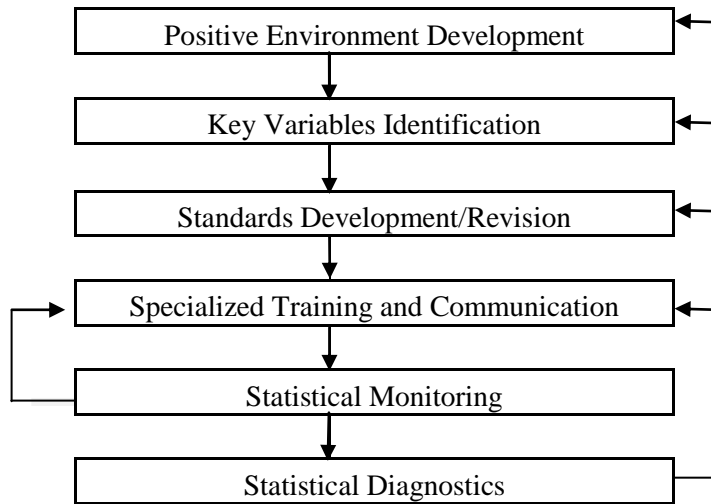 Positive Environment Development
Key Variables Identification
Standards Development/Revision
Specialized Training and Communication
Statistical Monitoring
Statistical Diagnostics